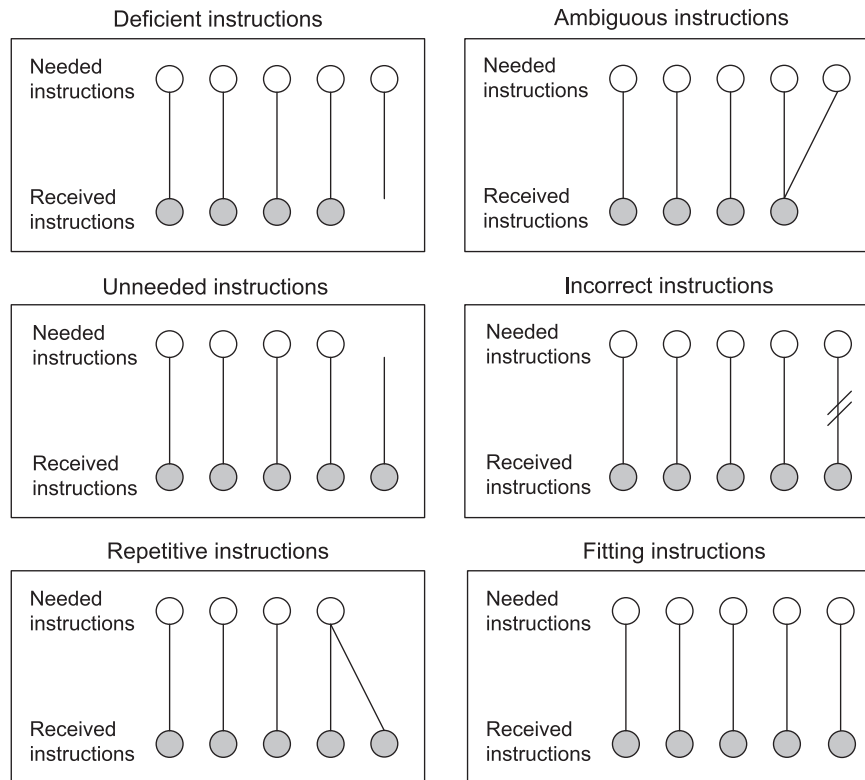 Deficient instructions
Needed
instructions
Received
instructions
Ambiguous instructions
Needed
instructions
Received
instructions
Unneeded instructions
Needed
instructions
Received
instructions
Incorrect instructions
Needed
instructions
Received
instructions
Repetitive instructions
Needed
instructions
Received
instructions
Fitting instructions
Needed
instructions
Received
instructions